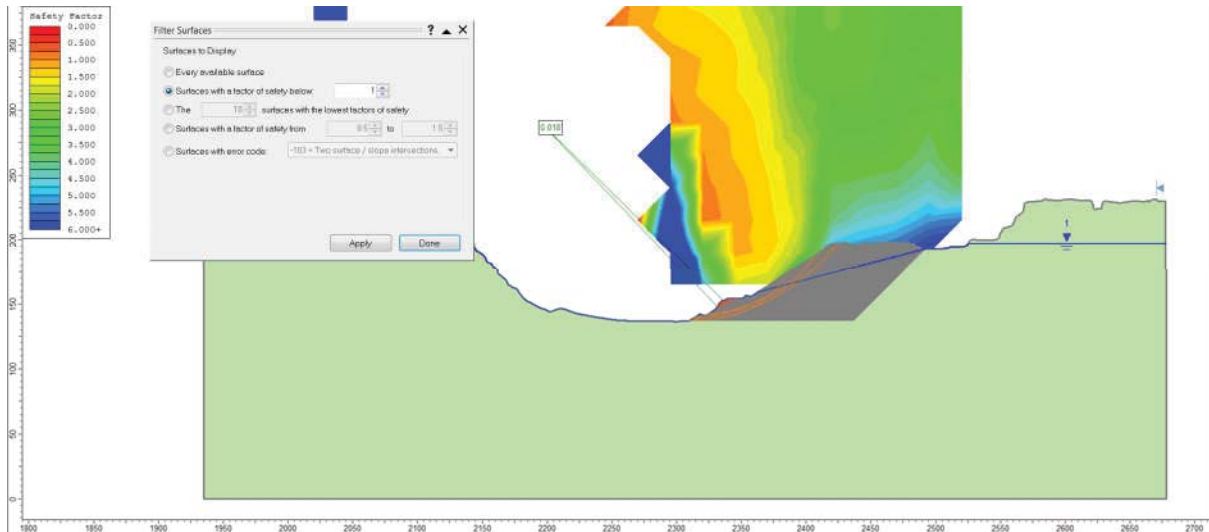 Safety Factor
0.000
0.500
1.000
1.500
2.000
2.500
3.000
3.500
4.000
4.500
5.000
5.500
6.000+
Filter Surfaces
? ▲ ✕
Surfaces to Display
Every available surface
Surfaces with a factor of safety below: 1
The 10 surfaces with the lowest factors of safety
Surfaces with a factor of safety from 0.5 to 1.5
Surfaces with error code: -103 = Two surface / slope intersections.
Apply Done
0.018
1
350
300
250
200
150
100
50
0
1800 1850 1900 1950 2000 2050 2100 2150 2200 2250 2300 2350 2400 2450 2500 2550 2600 2650 2700